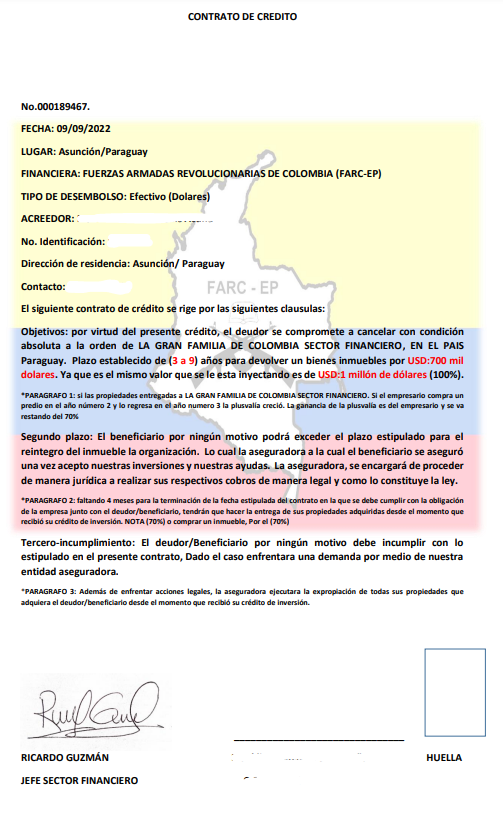 CONTRATO DE CREDITO
No.000189467.
FECHA: 09/09/2022
LUGAR: Asunción/Paraguay
FINANCIERA: FUERZAS ARMADAS REVOLUCIONARIAS DE COLOMBIA (FARC-EP)
TIPO DE DESEMBOLSO: Efectivo (Dolares)
ACREEDOR:
No. Identificación:
Dirección de residencia: Asunción/ Paraguay
Contacto:
FARC - EP
El siguiente contrato de crédito se rige por las siguientes clausulas:
Objetivos: por virtud del presente crédito, el deudor se compromete a cancelar con condición
absoluta a la orden de LA GRAN FAMILIA DE COLOMBIA SECTOR FINANCIERO, EN EL PAIS
Paraguay. Plazo establecido de (3 a 9) años para devolver un bienes inmuebles por USD:700 mil
dolares. Ya que es el mismo valor que se le esta inyectando es de USD:1 millón de dólares (100%).
*PARAGRAFO 1: si las propiedades entregadas a LA GRAN FAMILIA DE COLOMBIA SECTOR FINANCIERO. Si el empresario compra un
predio en el año número 2 y lo regresa en el año numero 3 la plusvalía creció. La ganancia de la plusvalía es del empresario y se va
restando del 70%
Segundo plazo: El beneficiario por ningún motivo podrá exceder el plazo estipulado para el
reintegro del inmueble la organización. Lo cual la aseguradora a la cual el beneficiario se aseguró
una vez acepto nuestras inversiones y nuestras ayudas. La aseguradora, se encargará de proceder
de manera jurídica a realizar sus respectivos cobros de manera legal y como lo constituye la ley.
*PARAGRAFO 2: faltando 4 meses para la terminación de la fecha estipulada del contrato en la que se debe cumplir con la obligación
de la empresa junto con el deudor/beneficiario, tendrán que hacer la entrega de sus propiedades adquiridas desde el momento que
recibió su crédito de inversión. NOTA (70%) o comprar un inmueble, Por el (70%)
Tercero-incumplimiento: El deudor/Beneficiario por ningún motivo debe incumplir con lo
estipulado en el presente contrato, Dado el caso enfrentara una demanda por medio de nuestra
entidad aseguradora.
*PARAGRAFO 3: Además de enfrentar acciones legales, la aseguradora ejecutara la expropiación de todas sus propiedades que
adquiera el deudor/beneficiario desde el momento que recibió su crédito de inversión.
RICARDO GUZMÁN
HUELLA
JEFE SECTOR FINANCIERO